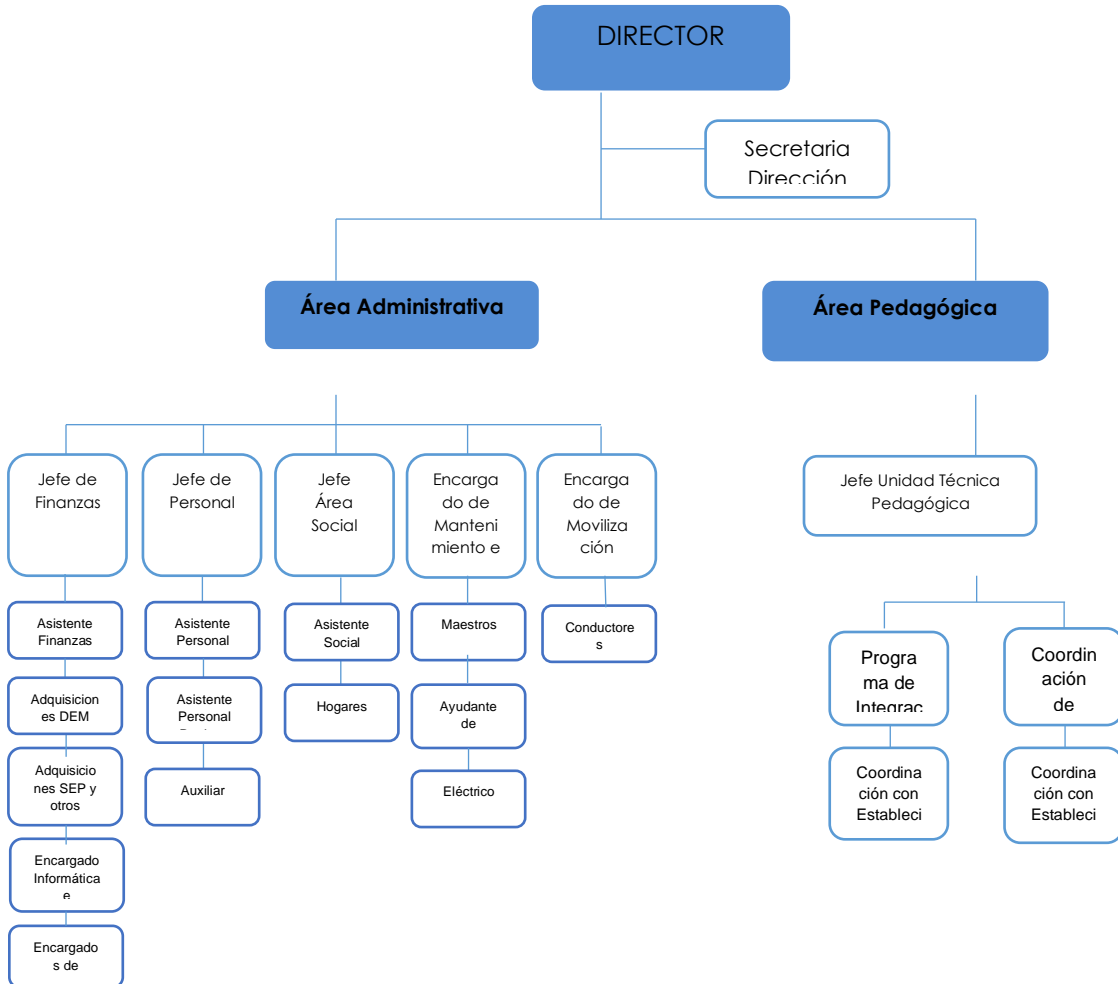 DIRECTOR
Secretaria
Dirección
Área Administrativa
Área Pedagógica
Jefe de
Finanzas
Jefe de
Personal
Jefe
Área
Social
Encarga
do de
Manteni
miento e
Encarga
do de
Moviliza
ción
Jefe Unidad Técnica
Pedagógica
Asistente
Finanzas
Asistente
Personal
Asistente
Social
Maestros
Conductore
s
Progra
ma de
Integrac
Coordin
ación
de
Adquisicion
es DEM
Asistente
Personal
Hogares
Ayudante
de
Adquisicio
nes SEP y
otros
Auxiliar
Eléctrico
Coordina
ción con
Estableci
Coordina
ción con
Estableci
Encargado
Informática
e
Encargado
s de